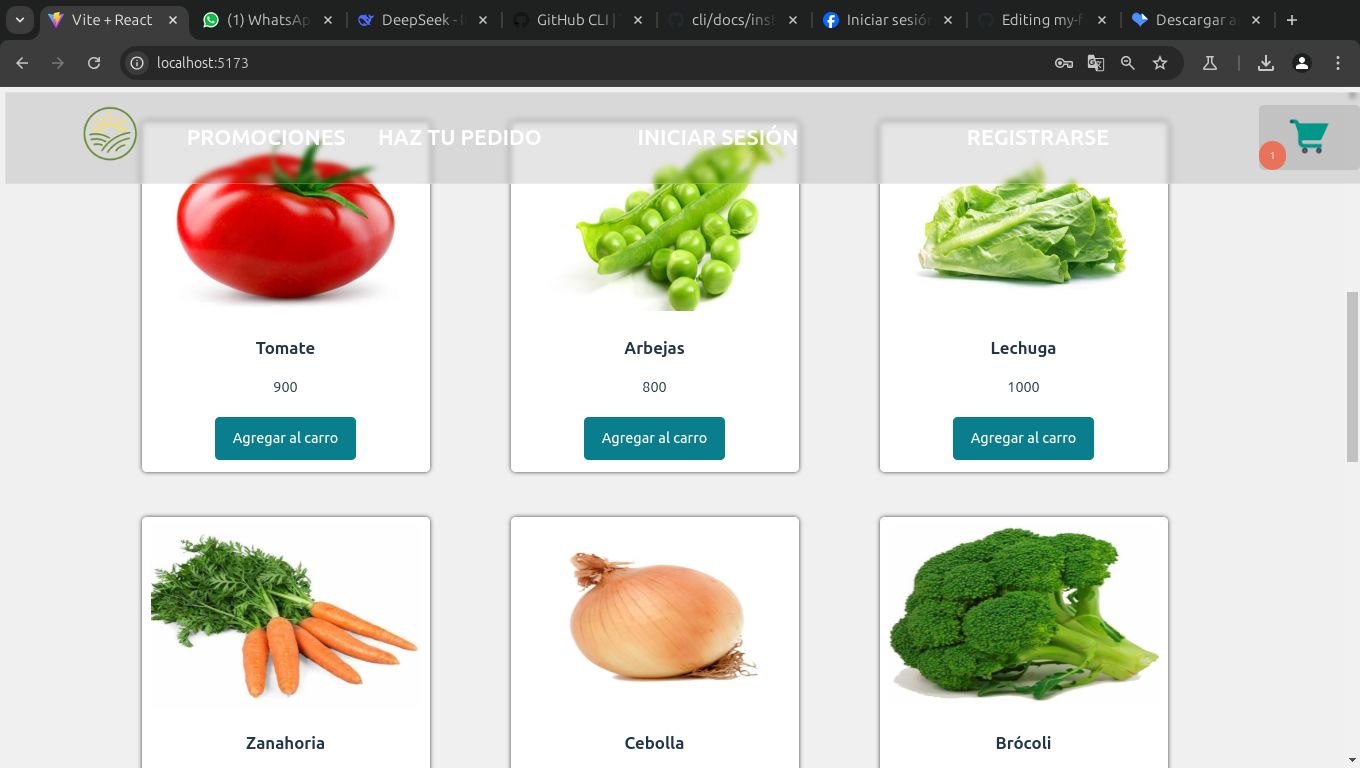 Vite + React
(1) WhatsAp
DeepSeek - I
GitHub CLI |
cli/docs/inst
Iniciar sesión
Editing my-f
Descargar a
localhost:5173
PROMOCIONES
HAZ TU PEDIDO
INICIAR SESIÓN
REGISTRARSE
1
Tomate
Arbejas
Lechuga
900
800
1000
Agregar al carro
Agregar al carro
Agregar al carro
Zanahoria
Cebolla
Brócoli